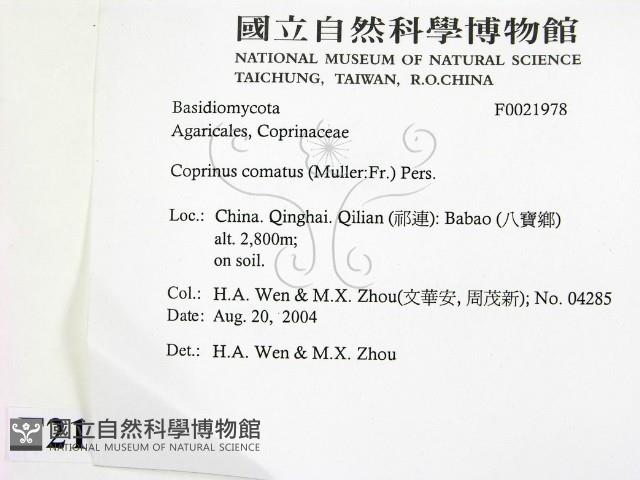 國立自然科學博物館
NATIONAL MUSEUM OF NATURAL SCIENCE
TAICHUNG, TAIWAN, R.O.CHINA
Basidiomycota F0021978
Agaricales, Coprinaceae
Coprinus comatus (Muller:Fr.) Pers.
Loc.: China. Qinghai. Qilian (祁連): Babao (八寶鄉)
alt. 2,800m;
on soil.
Col.: H.A. Wen & M.X. Zhou(文華安, 周茂新); No. 04285
Date: Aug. 20, 2004
Det.: H.A. Wen & M.X. Zhou
21
國立自然科學博物館
NATIONAL MUSEUM OF NATURAL SCIENCE